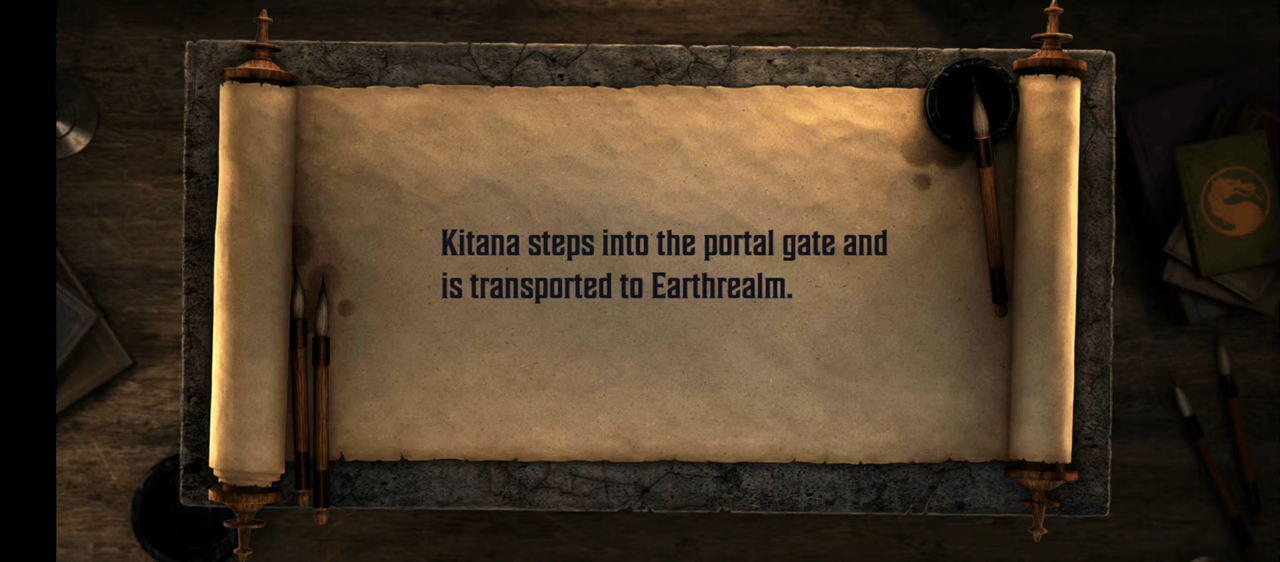 Kitana steps into the portal gate and
is transported to Earthrealm.